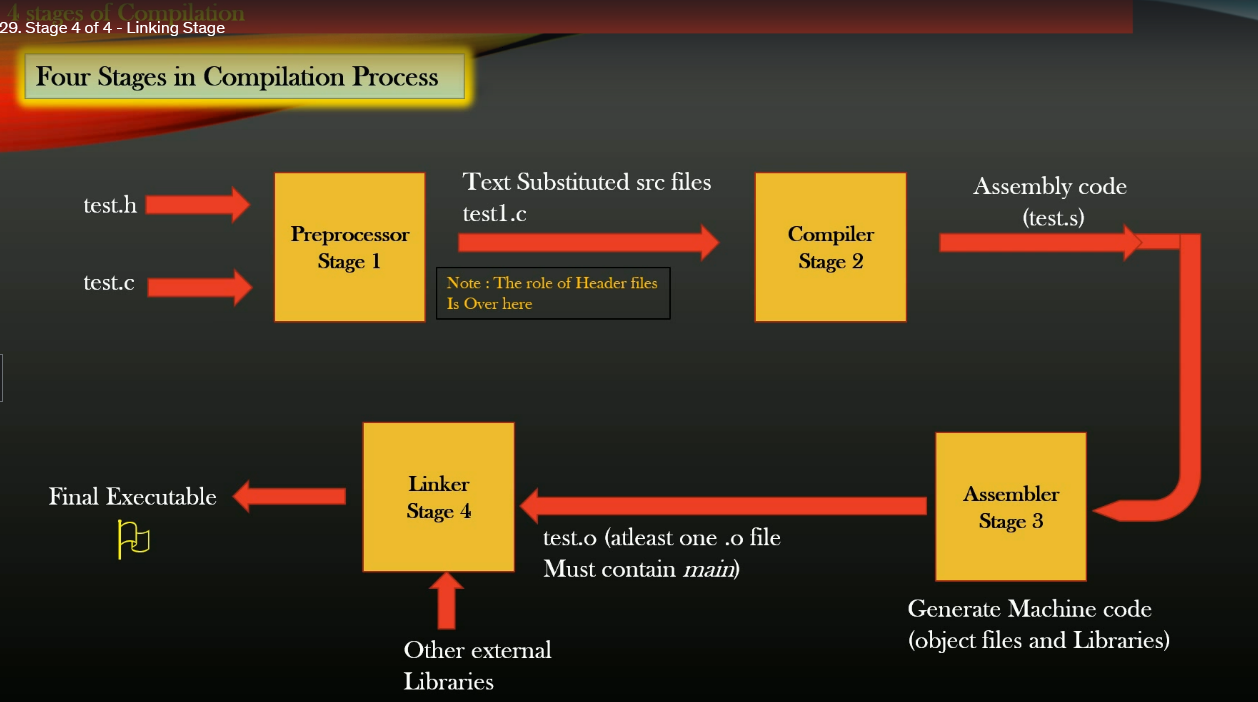 4 stages of Compilation
29. Stage 4 of 4 - Linking Stage
Four Stages in Compilation Process
test.h
test.c
Preprocessor
Stage 1
Text Substituted src files
test1.c
Note : The role of Header files
Is Over here
Compiler
Stage 2
Assembly code
(test.s)
Assembler
Stage 3
Generate Machine code
(object files and Libraries)
test.o (atleast one .o file
Must contain main)
Linker
Stage 4
Other external
Libraries
Final Executable